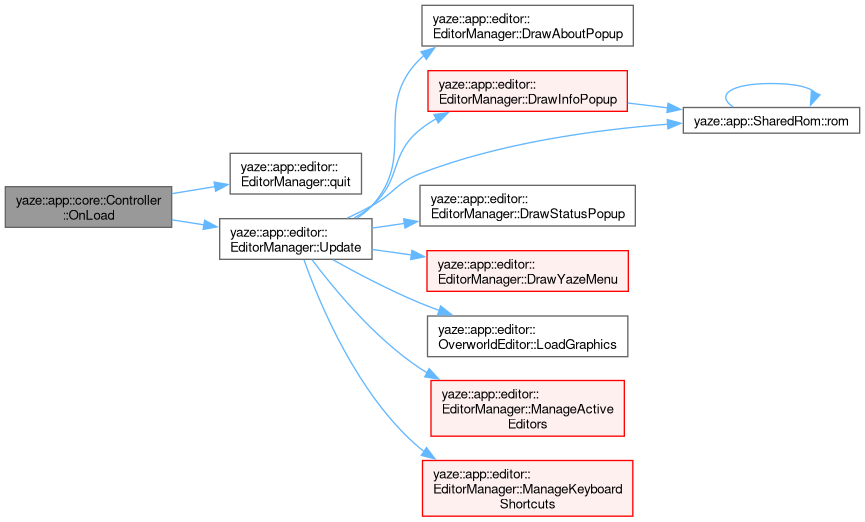 yaze::app::editor::
EditorManager::DrawAboutPopup
yaze::app::editor::
EditorManager::DrawInfoPopup
yaze::app::SharedRom::rom
yaze::app::editor::
EditorManager::quit
yaze::app::core::Controller
::OnLoad
yaze::app::editor::
EditorManager::DrawStatusPopup
yaze::app::editor::
EditorManager::Update
yaze::app::editor::
EditorManager::DrawYazeMenu
yaze::app::editor::
OverworldEditor::LoadGraphics
yaze::app::editor::
EditorManager::ManageActive
Editors
yaze::app::editor::
EditorManager::ManageKeyboard
Shortcuts